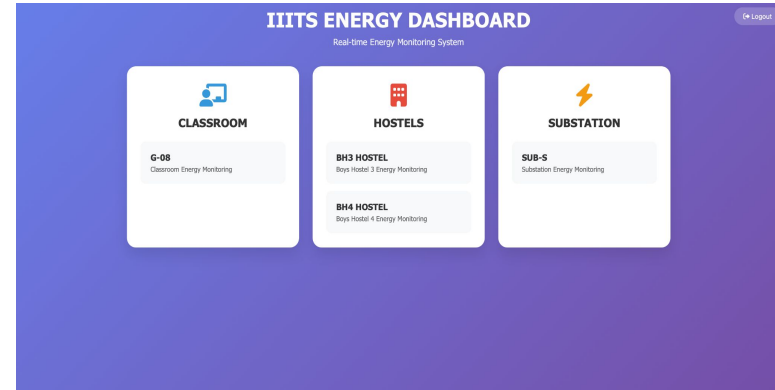 IIITS ENERGY DASHBOARD
Logout
Real-time Energy Monitoring System
CLASSROOM
G-08
Classroom Energy Monitoring
HOSTELS
BH3 HOSTEL
Boys Hostel 3 Energy Monitoring
BH4 HOSTEL
Boys Hostel 4 Energy Monitoring
SUBSTATION
SUB-S
Substation Energy Monitoring